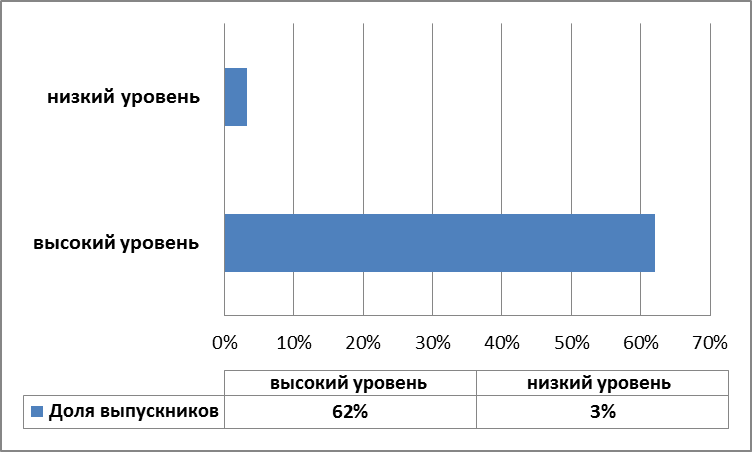 низкий уровень
высокий уровень
0% 10% 20% 30% 40% 50% 60% 70%
высокий уровень низкий уровень
Доля выпускников 62% 3%